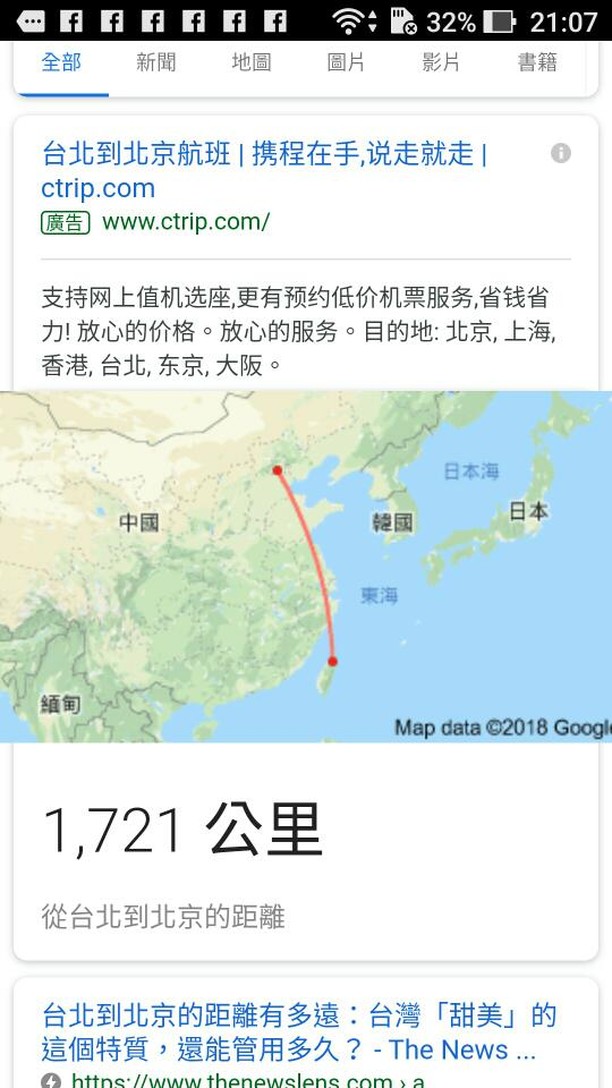 32% 21:07
全部 新聞 地圖 圖片 影片 書籍
台北到北京航班 | 携程在手,说走就走 |
ctrip.com
廣告 www.ctrip.com/
支持网上值机选座,更有预约低价机票服务,省钱省
力! 放心的价格。放心的服务。目的地: 北京, 上海,
香港, 台北, 东京, 大阪。
日本海
中國 韓國 日本
東海
緬甸
Map data ©2018 Googl
1,721 公里
從台北到北京的距離
台北到北京的距離有多遠：台灣「甜美」的
這個特質，還能管用多久？ - The News ...
https://www.thenewslens.com › a